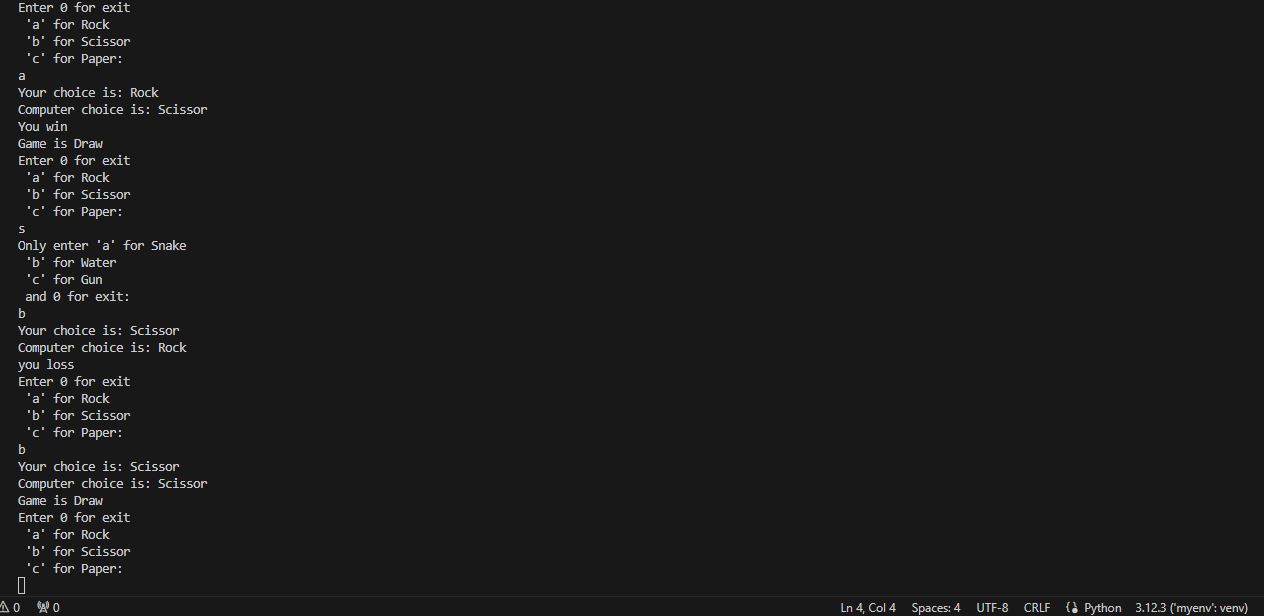 Enter 0 for exit
 'a' for Rock
 'b' for Scissor
 'c' for Paper:
a
Your choice is: Rock
Computer choice is: Scissor
You win
Game is Draw
Enter 0 for exit
 'a' for Rock
 'b' for Scissor
 'c' for Paper:
s
Only enter 'a' for Snake
 'b' for Water
 'c' for Gun
 and 0 for exit:
b
Your choice is: Scissor
Computer choice is: Rock
you loss
Enter 0 for exit
 'a' for Rock
 'b' for Scissor
 'c' for Paper:
b
Your choice is: Scissor
Computer choice is: Scissor
Game is Draw
Enter 0 for exit
 'a' for Rock
 'b' for Scissor
 'c' for Paper:
0 0 Ln 4, Col 4 Spaces: 4 UTF-8 CRLF Python 3.12.3 ('myenv': venv)